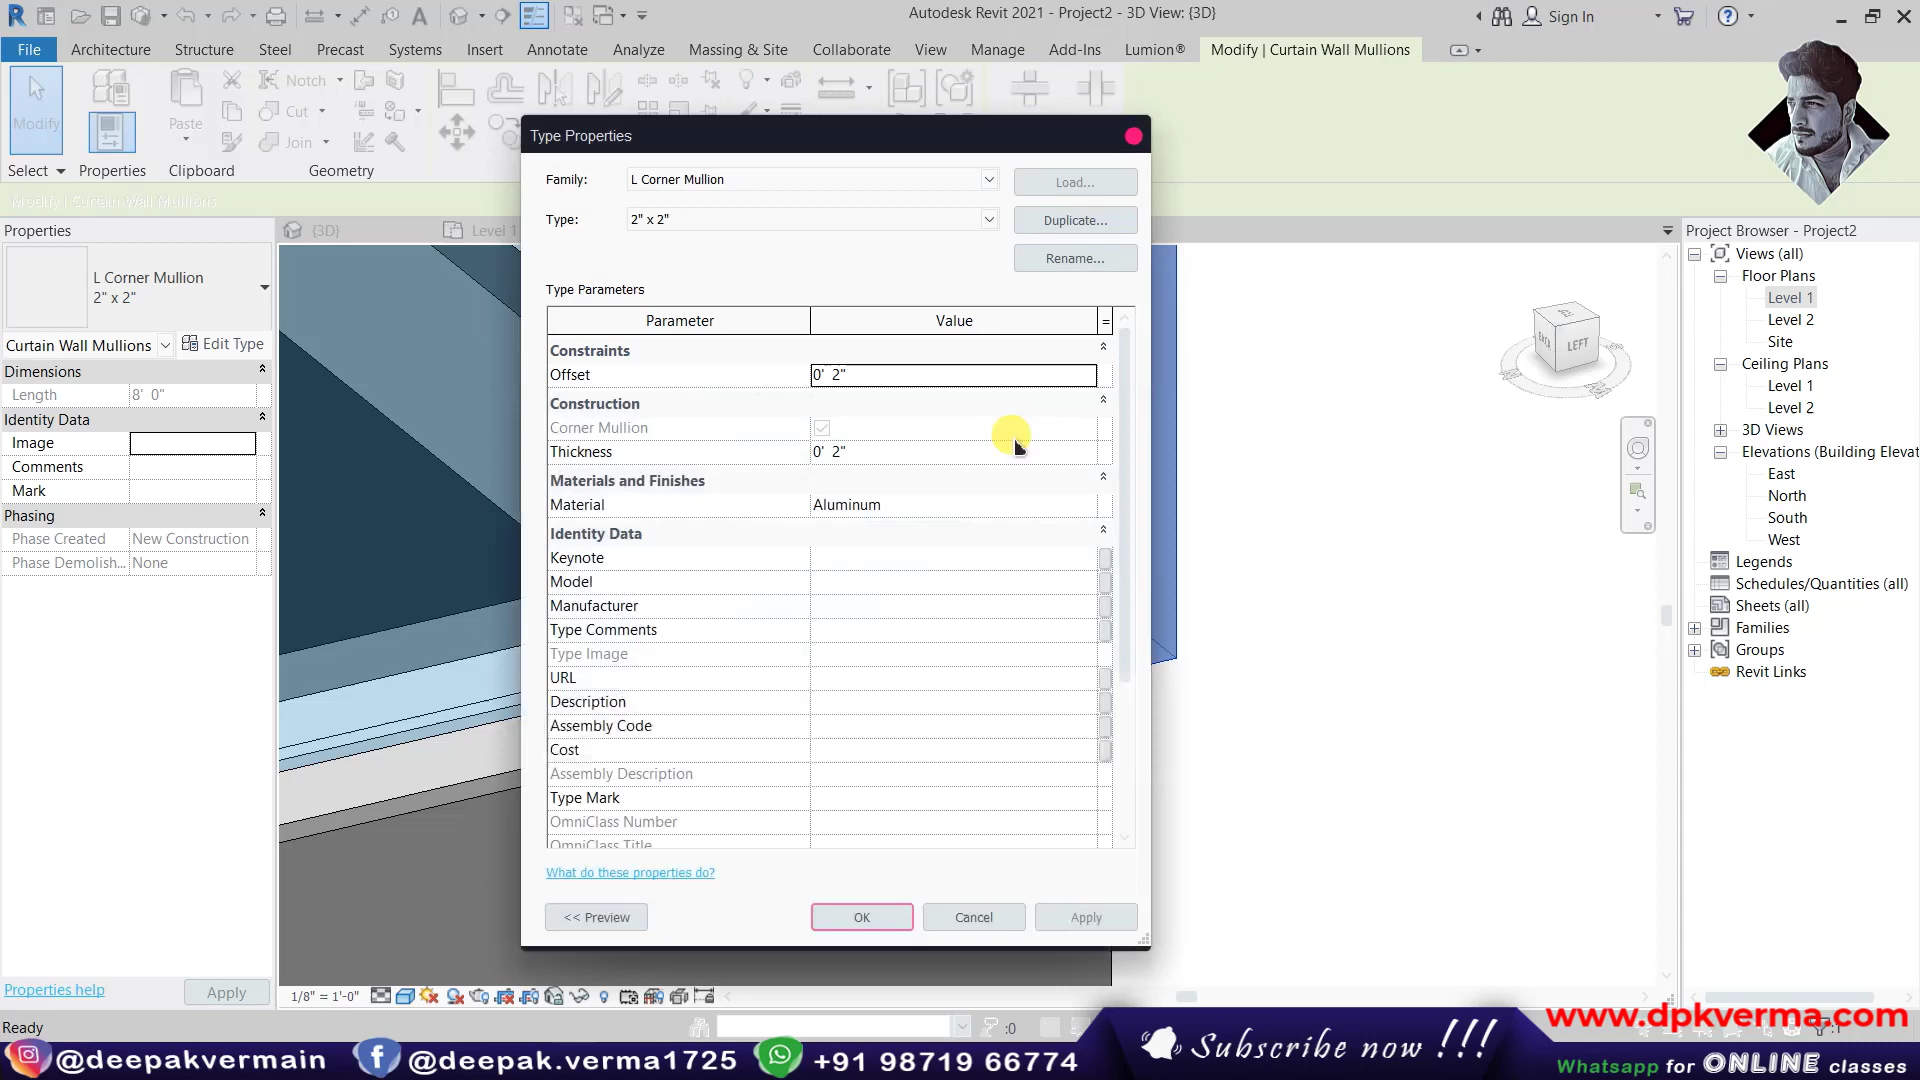 Autodesk Revit 2021 - Project2 - 3D View: {3D}
Sign In
File Architecture Structure Steel Precast Systems Insert Annotate Analyze Massing & Site Collaborate View Manage Add-Ins Lumion® Modify | Curtain Wall Mullions
Modify
Paste
Notch
Cut
Join
Select Properties Clipboard Geometry
Modify | Curtain Wall Mullions
Properties
L Corner Mullion
2" x 2"
Curtain Wall Mullions Edit Type
Dimensions
Length 8' 0"
Identity Data
Image
Comments
Mark
Phasing
Phase Created New Construction
Phase Demolish... None
Properties help Apply
{3D} Level 1
Type Properties
Family: L Corner Mullion Load...
Type: 2" x 2" Duplicate...
Rename...
Type Parameters
Parameter Value =
Constraints
Offset 0' 2"
Construction
Corner Mullion
Thickness 0' 2"
Materials and Finishes
Material Aluminum
Identity Data
Keynote
Model
Manufacturer
Type Comments
Type Image
URL
Description
Assembly Code
Cost
Assembly Description
Type Mark
OmniClass Number
OmniClass Title
What do these properties do?
<< Preview OK Cancel Apply
BACK LEFT
Project Browser - Project2
Views (all)
Floor Plans
Level 1
Level 2
Site
Ceiling Plans
Level 1
Level 2
3D Views
Elevations (Building Elevat
East
North
South
West
Legends
Schedules/Quantities (all)
Sheets (all)
Families
Groups
Revit Links
1/8" = 1'-0"
Ready
:0
www.dpkverma.com
@deepakvermain @deepak.verma1725 +91 98719 66774
Subscribe now !!!
Whatsapp for ONLINE classes